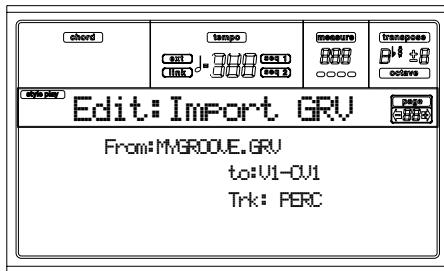 chord tempo measure transpose
ext seq 1
link seq 2
octave
style play
page
Edit:Import GRV
From:MYGROOVE.GRV
to:V1-CV1
Trk: PERC